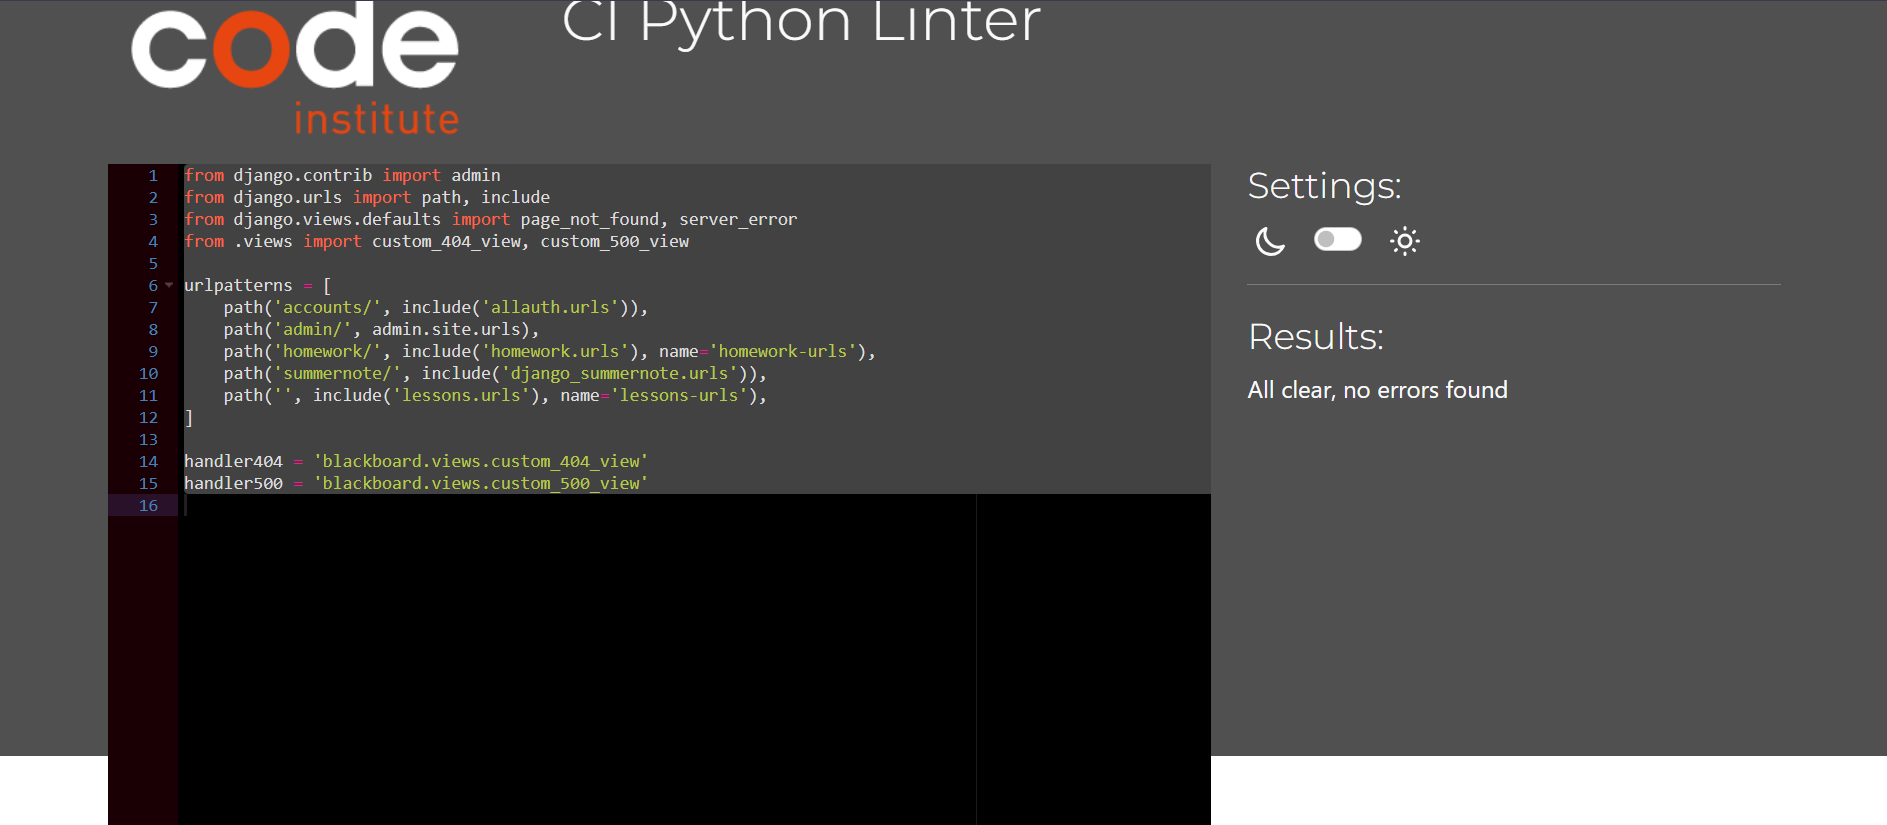 code
institute
CI Python Linter
1 from django.contrib import admin
2 from django.urls import path, include
3 from django.views.defaults import page_not_found, server_error
4 from .views import custom_404_view, custom_500_view
5
6 urlpatterns = [
7     path('accounts/', include('allauth.urls')),
8     path('admin/', admin.site.urls),
9     path('homework/', include('homework.urls'), name='homework-urls'),
10     path('summernote/', include('django_summernote.urls')),
11     path('', include('lessons.urls'), name='lessons-urls'),
12 ]
13
14 handler404 = 'blackboard.views.custom_404_view'
15 handler500 = 'blackboard.views.custom_500_view'
16
Settings:
Results:
All clear, no errors found